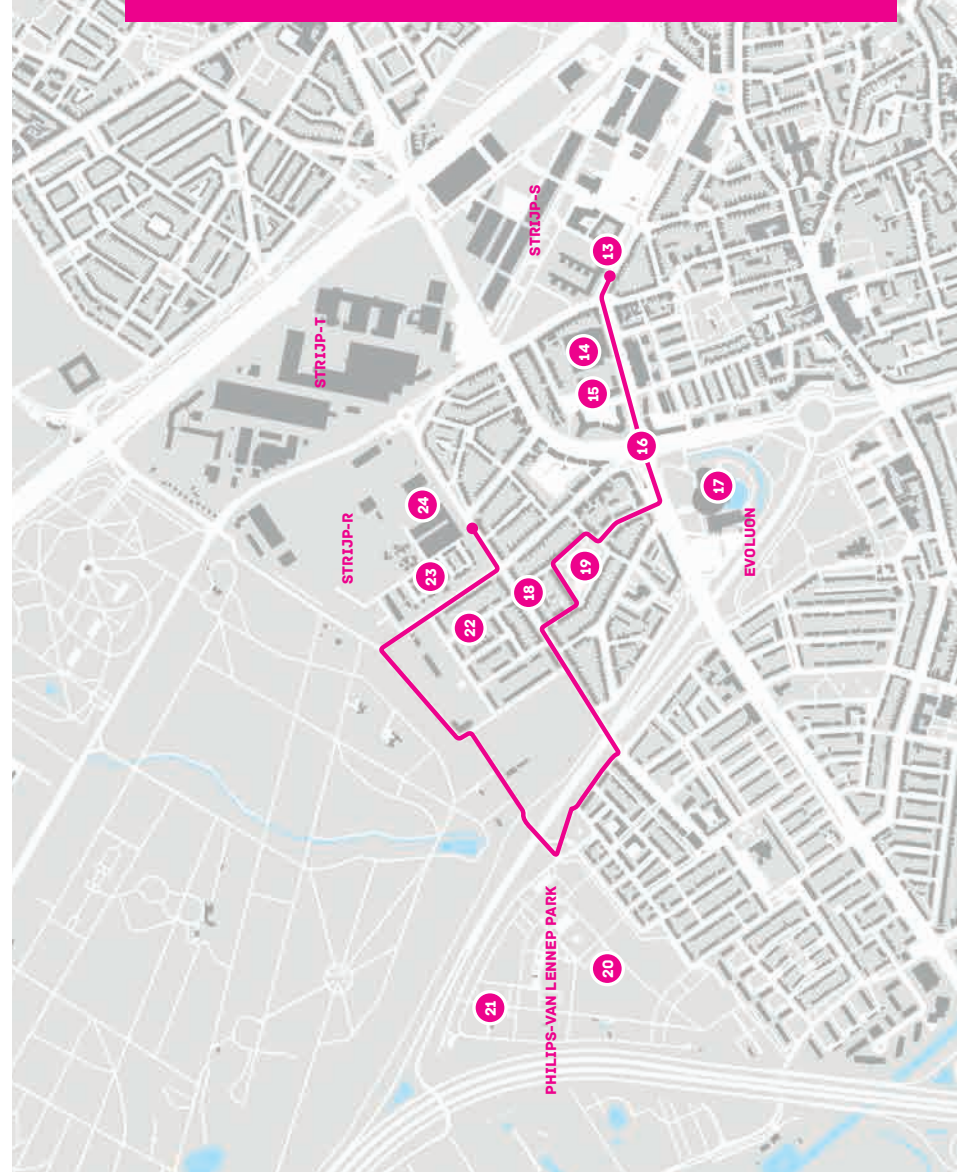 STRIJP-S
13
STRIJP-T
14
15
16
17
EVOLUON
24
STRIJP-R
23
18
19
22
PHILIPS-VAN LENNEP PARK
20
21